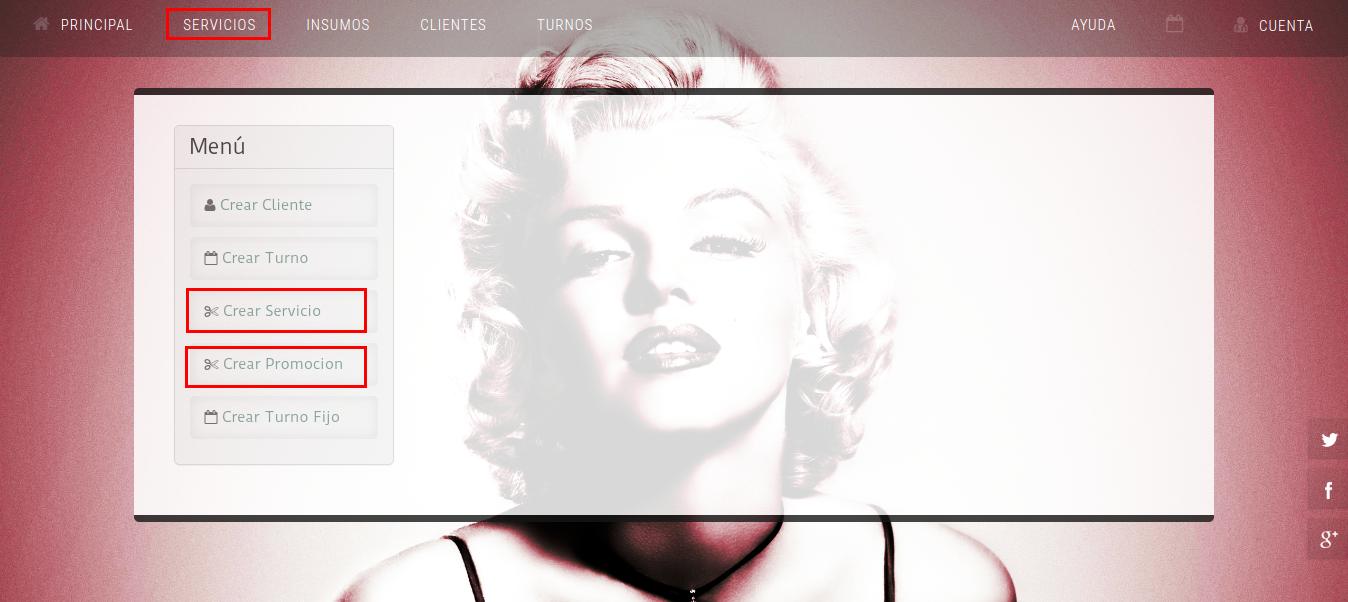 PRINCIPAL SERVICIOS INSUMOS CLIENTES TURNOS AYUDA CUENTA
Menú
Crear Cliente
Crear Turno
Crear Servicio
Crear Promocion
Crear Turno Fijo